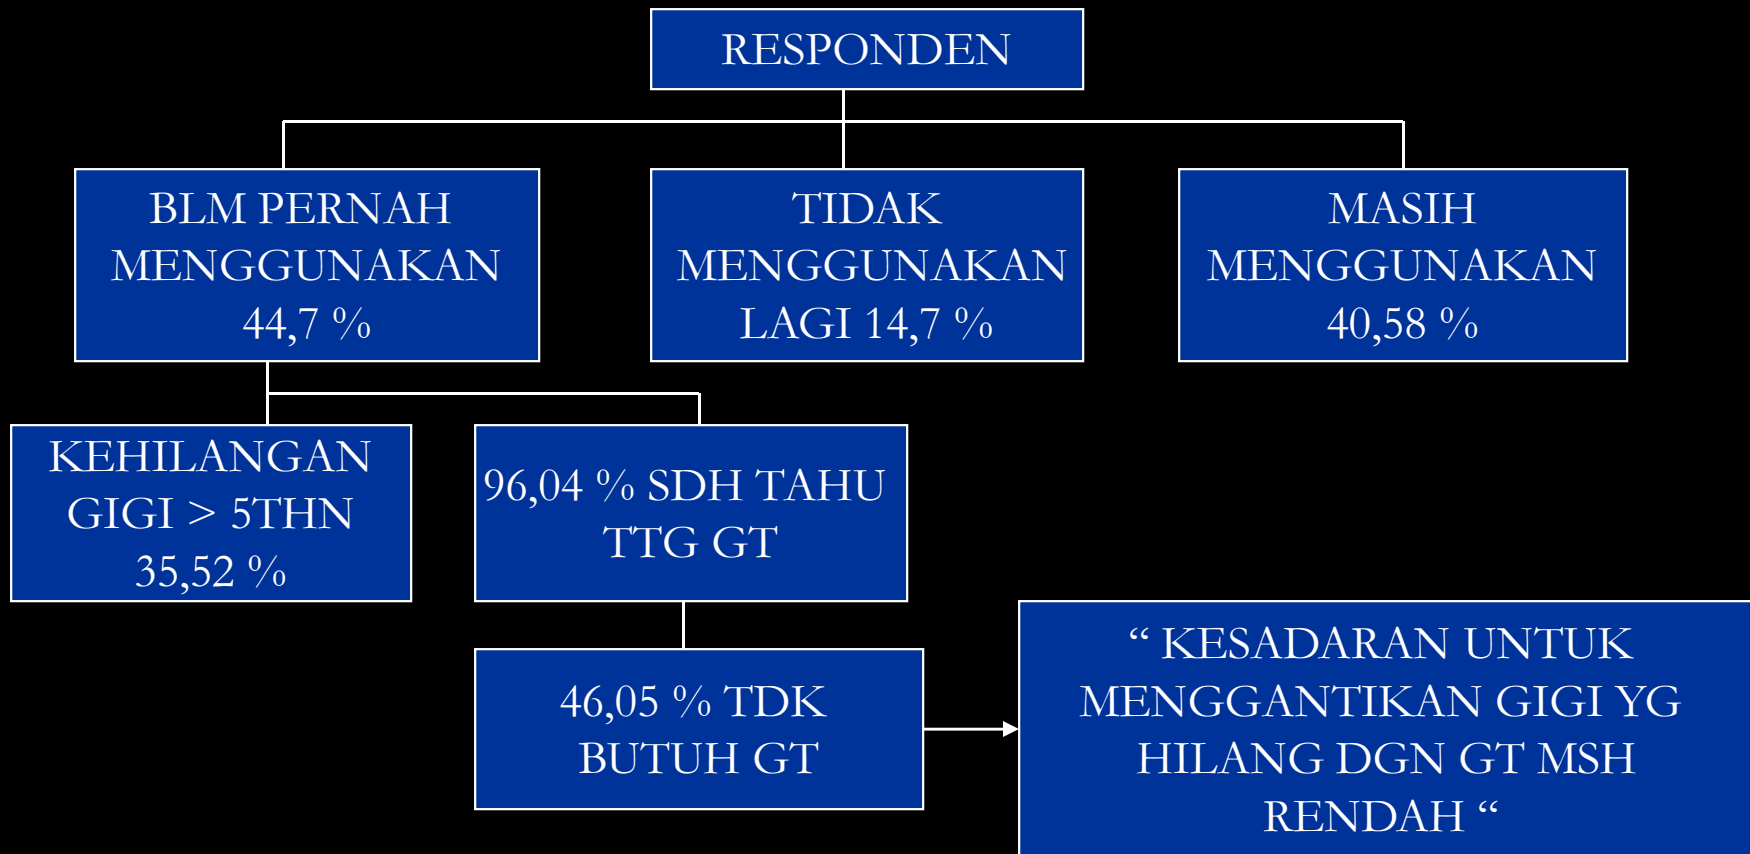 RESPONDEN
BLM PERNAH
MENGGUNAKAN
44,7 %
TIDAK
MENGGUNAKAN
LAGI 14,7 %
MASIH
MENGGUNAKAN
40,58 %
KEHILANGAN
GIGI > 5THN
35,52 %
96,04 % SDH TAHU
TTG GT
46,05 % TDK
BUTUH GT
“ KESADARAN UNTUK
MENGGANTIKAN GIGI YG
HILANG DGN GT MSH
RENDAH “